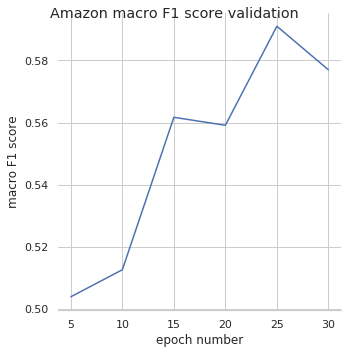 Amazon macro F1 score validation
macro F1 score
0.58
0.56
0.54
0.52
0.50
5 10 15 20 25 30
epoch number